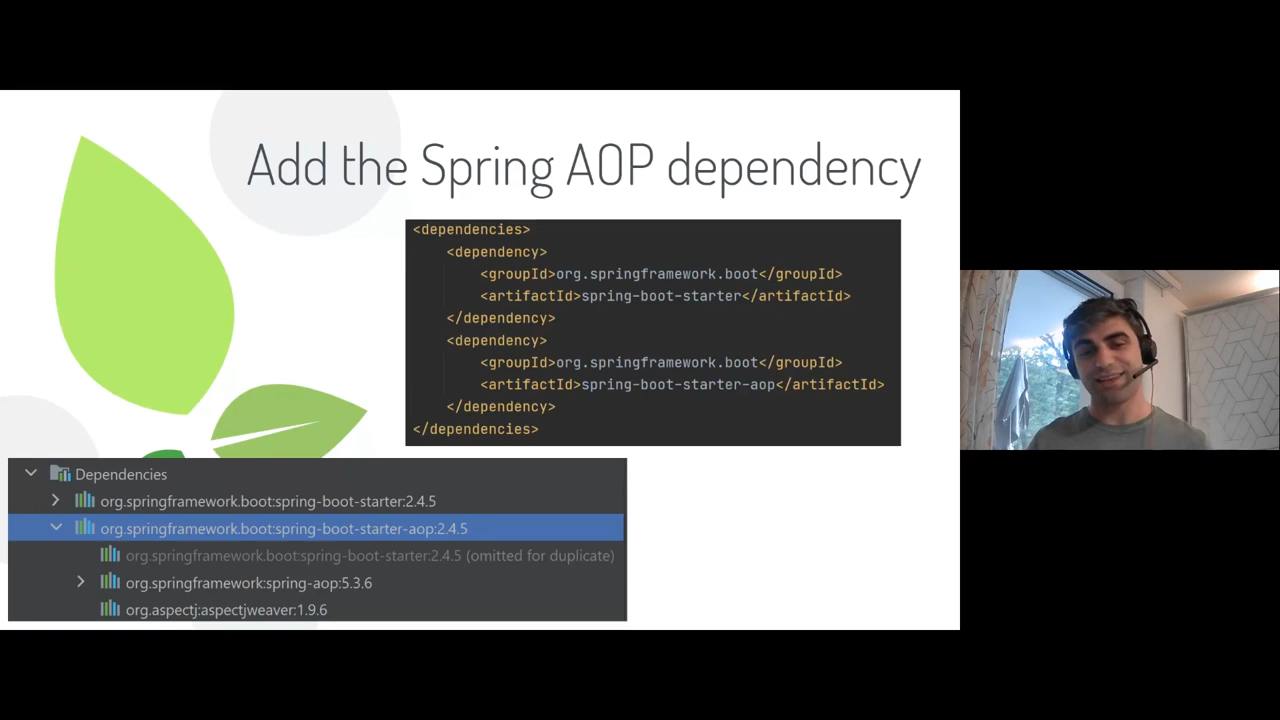 Add the Spring AOP dependency
<dependencies>
<dependency>
<groupId>org.springframework.boot</groupId>
<artifactId>spring-boot-starter</artifactId>
</dependency>
<dependency>
<groupId>org.springframework.boot</groupId>
<artifactId>spring-boot-starter-aop</artifactId>
</dependency>
</dependencies>
Dependencies
org.springframework.boot:spring-boot-starter:2.4.5
org.springframework.boot:spring-boot-starter-aop:2.4.5
org.springframework.boot:spring-boot-starter:2.4.5 (omitted for duplicate)
org.springframework:spring-aop:5.3.6
org.aspectj:aspectjweaver:1.9.6